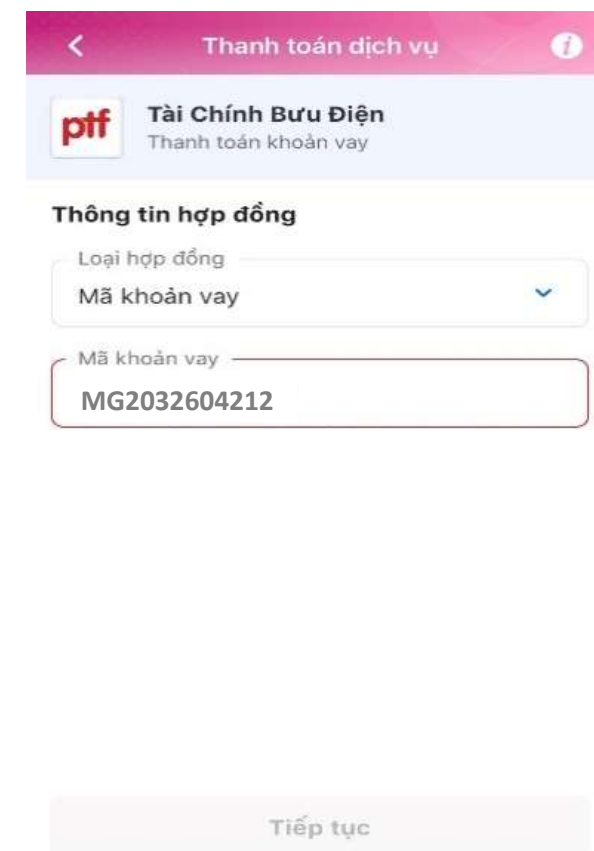 Thanh toán dịch vụ
ptf
Tài Chính Bưu Điện
Thanh toán khoản vay
Thông tin hợp đồng
Loại hợp đồng
Mã khoản vay
Mã khoản vay
MG2032604212
Tiếp tục